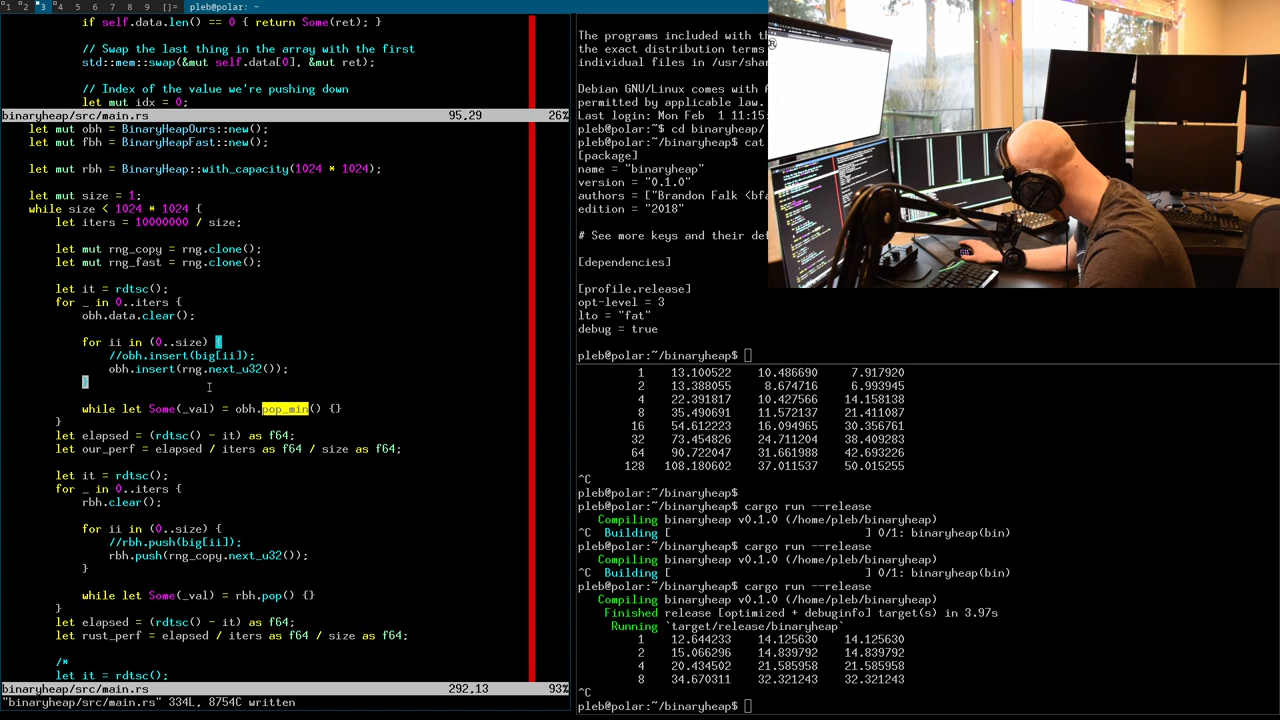 1 2 3 4 5 6 7 8 9 []= pleb@polar: ~
if self.data.len() == 0 { return Some(ret); }
// Swap the last thing in the array with the first
std::mem::swap(&mut self.data[0], &mut ret);
// Index of the value we're pushing down
let mut idx = 0;
binaryheap/src/main.rs 95,29 26%
let mut obh = BinaryHeapOurs::new();
let mut fbh = BinaryHeapFast::new();
let mut rbh = BinaryHeap::with_capacity(1024 * 1024);
let mut size = 1;
while size < 1024 * 1024 {
let iters = 10000000 / size;
let mut rng_copy = rng.clone();
let mut rng_fast = rng.clone();
let it = rdtsc();
for _ in 0..iters {
obh.data.clear();
for ii in (0..size) {
//obh.insert(big[ii]);
obh.insert(rng.next_u32());
}
while let Some(_val) = obh.pop_min() {}
}
let elapsed = (rdtsc() - it) as f64;
let our_perf = elapsed / iters as f64 / size as f64;
let it = rdtsc();
for _ in 0..iters {
rbh.clear();
for ii in (0..size) {
//rbh.push(big[ii]);
rbh.push(rng_copy.next_u32());
}
while let Some(_val) = rbh.pop() {}
}
let elapsed = (rdtsc() - it) as f64;
let rust_perf = elapsed / iters as f64 / size as f64;
/*
let it = rdtsc();
binaryheap/src/main.rs 292,13 93%
"binaryheap/src/main.rs" 334L, 8754C written
The programs included with th
the exact distribution terms
individual files in /usr/shar
Debian GNU/Linux comes with A
permitted by applicable law.
Last login: Mon Feb 1 11:15:
pleb@polar:~$ cd binaryheap/
pleb@polar:~/binaryheap$ cat
[package]
name = "binaryheap"
version = "0.1.0"
authors = ["Brandon Falk <bfa
edition = "2018"
# See more keys and their def
[dependencies]
[profile.release]
opt-level = 3
lto = "fat"
debug = true
pleb@polar:~/binaryheap$
1 13.100522 10.486690 7.917920
2 13.388055 8.674716 6.993945
4 22.391817 10.427566 14.158138
8 35.490691 11.572137 21.411087
16 54.612223 16.094965 30.356761
32 73.454826 24.711204 38.409283
64 90.722047 31.661988 42.693226
128 108.180602 37.011537 50.015255
^C
pleb@polar:~/binaryheap$
pleb@polar:~/binaryheap$ cargo run --release
Compiling binaryheap v0.1.0 (/home/pleb/binaryheap)
^C Building [ ] 0/1: binaryheap(bin)
pleb@polar:~/binaryheap$ cargo run --release
Compiling binaryheap v0.1.0 (/home/pleb/binaryheap)
^C Building [ ] 0/1: binaryheap(bin)
pleb@polar:~/binaryheap$ cargo run --release
Compiling binaryheap v0.1.0 (/home/pleb/binaryheap)
Finished release [optimized + debuginfo] target(s) in 3.97s
Running `target/release/binaryheap`
1 12.644233 14.125630 14.125630
2 15.066296 14.839792 14.839792
4 20.434502 21.585958 21.585958
8 34.670311 32.321243 32.321243
^C
pleb@polar:~/binaryheap$